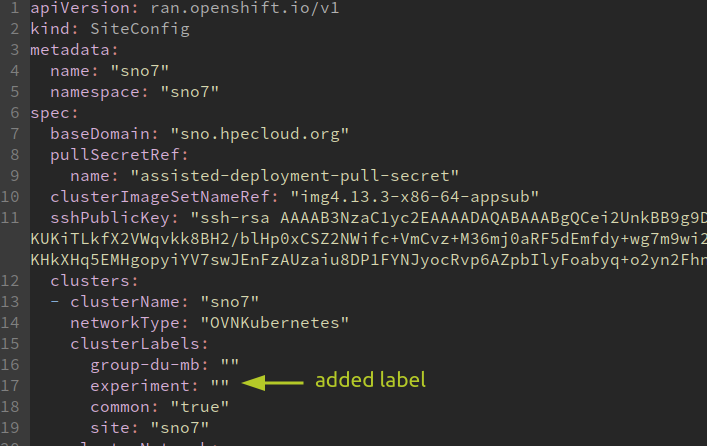 1 apiVersion: ran.openshift.io/v1
2 kind: SiteConfig
3 metadata:
4 name: "sno7"
5 namespace: "sno7"
6 spec:
7 baseDomain: "sno.hpecloud.org"
8 pullSecretRef:
9 name: "assisted-deployment-pull-secret"
10 clusterImageSetNameRef: "img4.13.3-x86-64-appsub"
11 sshPublicKey: "ssh-rsa AAAAB3NzaC1yc2EAAAADAQABAAABgQCei2UnkBB9g9D
KUKiTLkfX2VWqvkk8BH2/blHp0xCSZ2NWifc+VmCvz+M36mj0aRF5dEmfdy+wg7m9wi2
KHkXHq5EMHgopyiYV7swJEnFzAUzaiu8DP1FYNJyocRvp6AZpbIlyFoabyq+o2yn2Fhn
12 clusters:
13 - clusterName: "sno7"
14 networkType: "OVNKubernetes"
15 clusterLabels:
16 group-du-mb: ""
17 experiment: "" added label
18 common: "true"
19 site: "sno7"